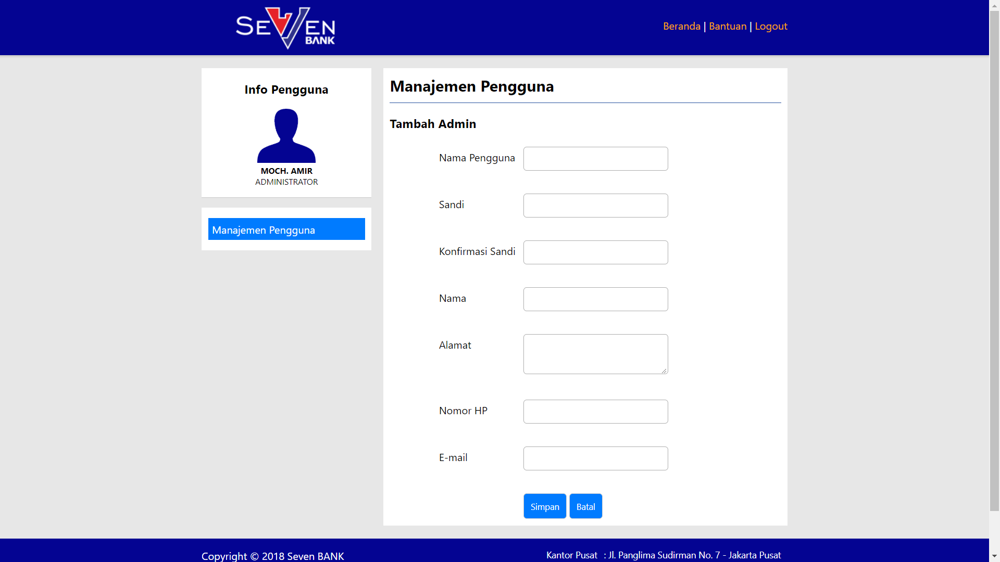 SEVEN BANK
Beranda | Bantuan | Logout
Info Pengguna
MOCH. AMIR
ADMINISTRATOR
Manajemen Pengguna
Manajemen Pengguna
Tambah Admin
Nama Pengguna
Sandi
Konfirmasi Sandi
Nama
Alamat
Nomor HP
E-mail
Simpan Batal
Copyright © 2018 Seven BANK
Kantor Pusat : Jl. Panglima Sudirman No. 7 - Jakarta Pusat